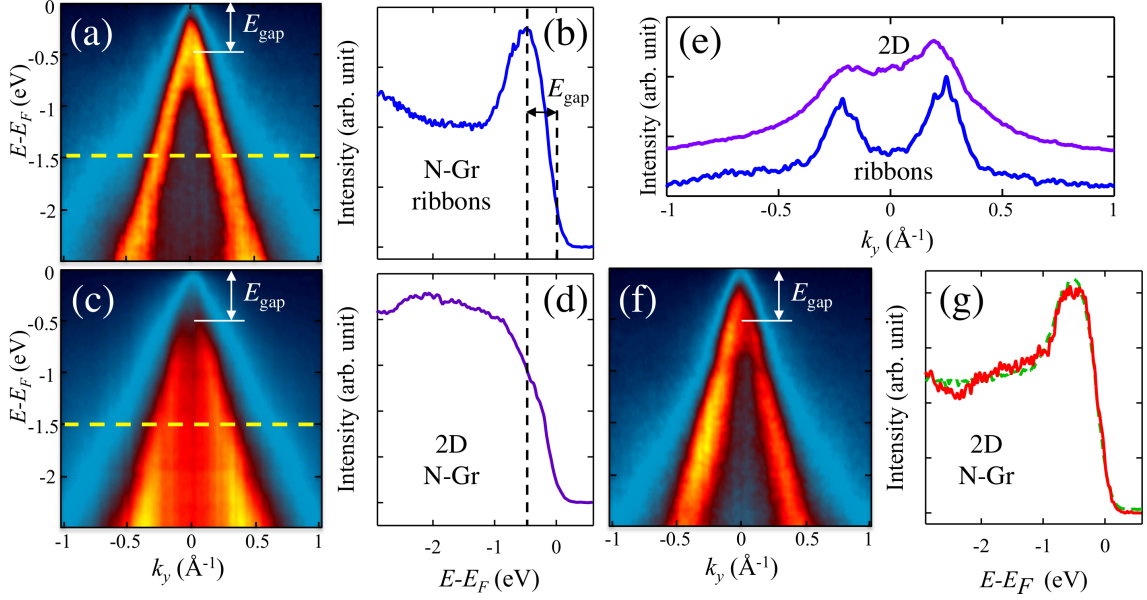 (a)
E_gap
0
-0.5
-1
-1.5
-2
E-E_F (eV)
(b)
E_gap
N-Gr
ribbons
Intensity (arb. unit)
(e)
2D
ribbons
Intensity (arb. unit)
-1 -0.5 0 0.5 1
k_y (Å⁻¹)
(c)
E_gap
0
-0.5
-1
-1.5
-2
E-E_F (eV)
-1 -0.5 0 0.5 1
k_y (Å⁻¹)
(d)
2D
N-Gr
Intensity (arb. unit)
-2 -1 0
E-E_F (eV)
(f)
E_gap
-1 -0.5 0 0.5 1
k_y (Å⁻¹)
(g)
2D
N-Gr
Intensity (arb. unit)
-2 -1 0
E-E_F (eV)